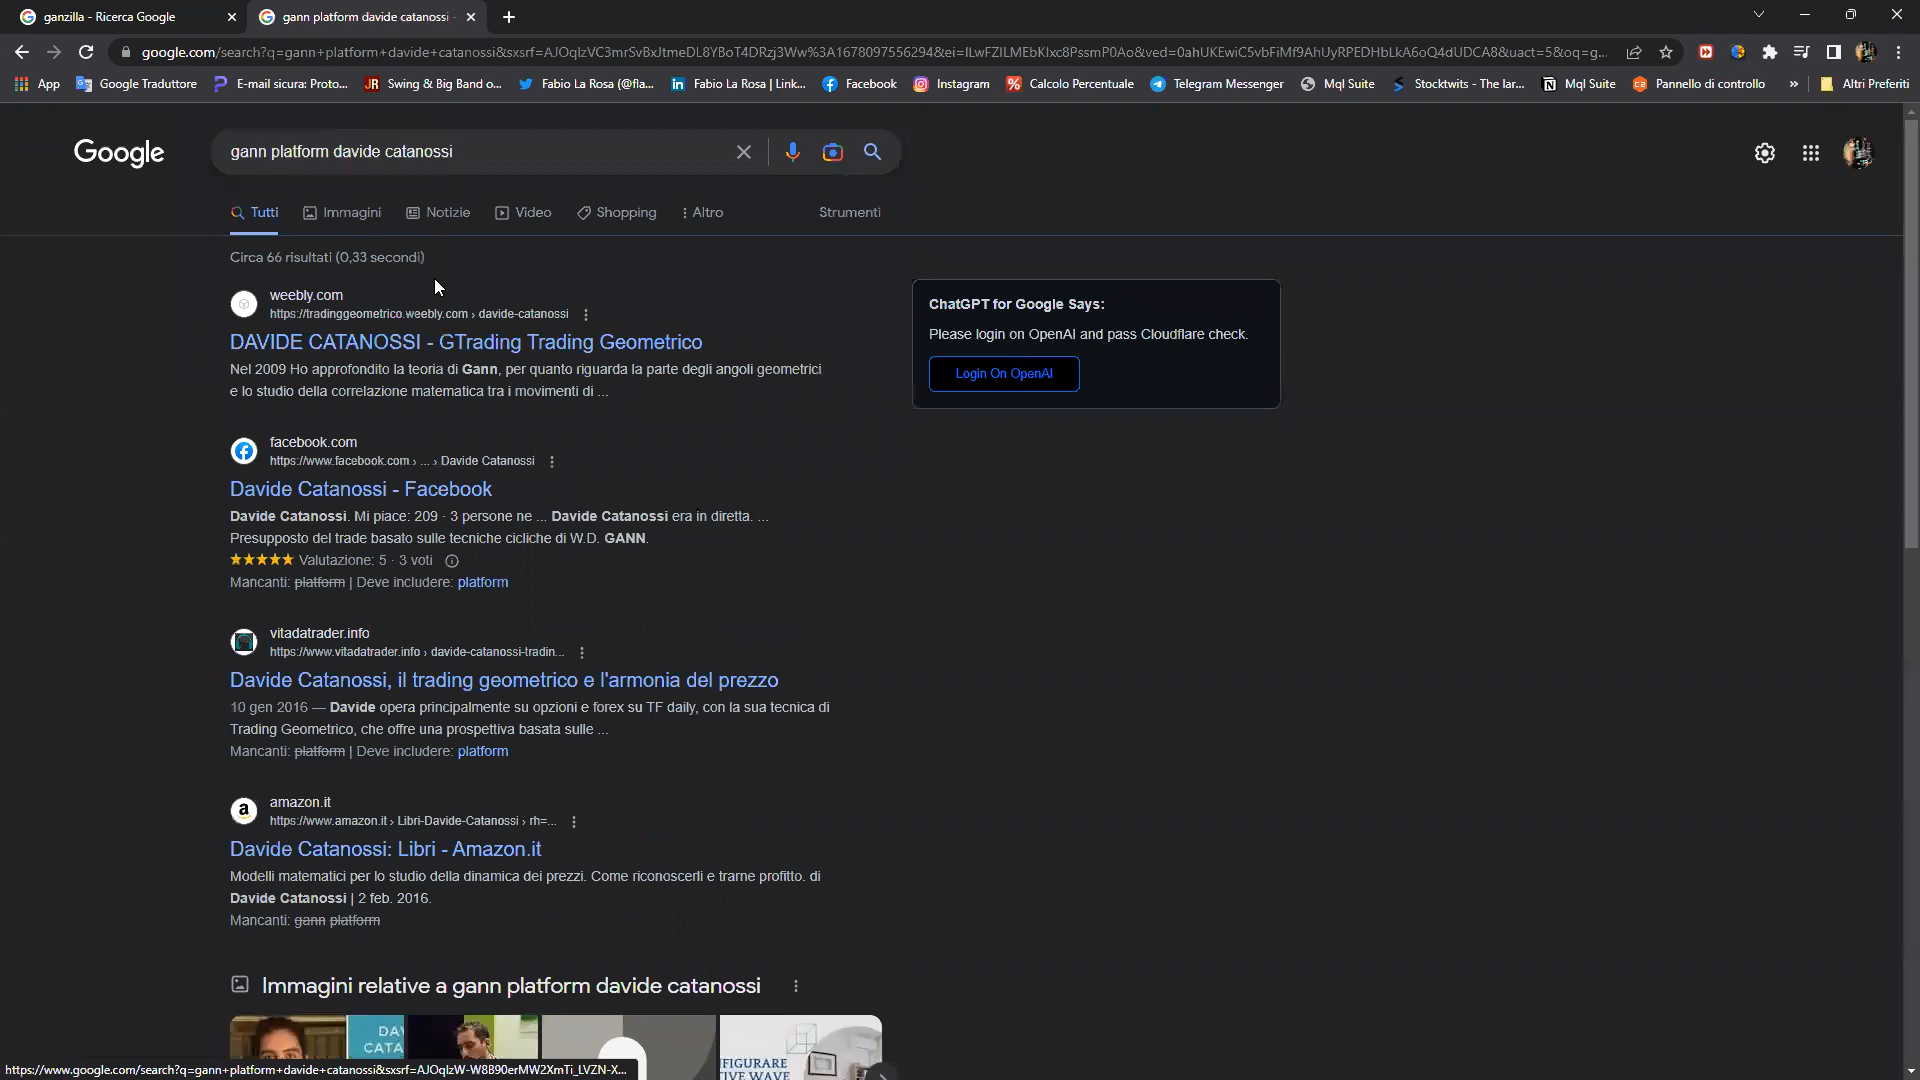 ganzilla - Ricerca Google
gann platform davide catanossi -
google.com/search?q=gann+platform+davide+catanossi&sxsrf=AJOqlzVC3mrSvBxJtmeDL8YBoT4DRzj3Ww%3A1678097556294&ei=ILwFZILMEbKlxc8PssmP0Ao&ved=0ahUKEwiC5vbFiMf9AhUyRPEDHbLkA6oQ4dUDCA8&uact=5&oq=g...
App
Google Traduttore
E-mail sicura: Proto...
Swing & Big Band o...
Fabio La Rosa (@fla...
Fabio La Rosa | Link...
Facebook
Instagram
Calcolo Percentuale
Telegram Messenger
Mql Suite
Stocktwits - The lar...
Mql Suite
Pannello di controllo
»
Altri Preferiti
Google
gann platform davide catanossi
Tutti
Immagini
Notizie
Video
Shopping
Altro
Strumenti
Circa 66 risultati (0,33 secondi)
weebly.com
https://tradinggeometrico.weebly.com › davide-catanossi
DAVIDE CATANOSSI - GTrading Trading Geometrico
Nel 2009 Ho approfondito la teoria di Gann, per quanto riguarda la parte degli angoli geometrici
e lo studio della correlazione matematica tra i movimenti di ...
ChatGPT for Google Says:
Please login on OpenAI and pass Cloudflare check.
Login On OpenAI
facebook.com
https://www.facebook.com › ... › Davide Catanossi
Davide Catanossi - Facebook
Davide Catanossi. Mi piace: 209 · 3 persone ne ... Davide Catanossi era in diretta. ...
Presupposto del trade basato sulle tecniche cicliche di W.D. GANN.
Valutazione: 5 · 3 voti
Mancanti: platform | Deve includere: platform
vitadatrader.info
https://www.vitadatrader.info › davide-catanossi-tradin...
Davide Catanossi, il trading geometrico e l'armonia del prezzo
10 gen 2016 — Davide opera principalmente su opzioni e forex su TF daily, con la sua tecnica di
Trading Geometrico, che offre una prospettiva basata sulle ...
Mancanti: platform | Deve includere: platform
amazon.it
https://www.amazon.it › Libri-Davide-Catanossi › rh=...
Davide Catanossi: Libri - Amazon.it
Modelli matematici per lo studio della dinamica dei prezzi. Come riconoscerli e trarne profitto. di
Davide Catanossi | 2 feb. 2016.
Mancanti: gann platform
Immagini relative a gann platform davide catanossi
DAV
CATA
NFIGURARE
TIVE WAVE
https://www.google.com/search?q=gann+platform+davide+catanossi&sxsrf=AJOqlzW-W8B90erMW2XmTi_LVZN-X...